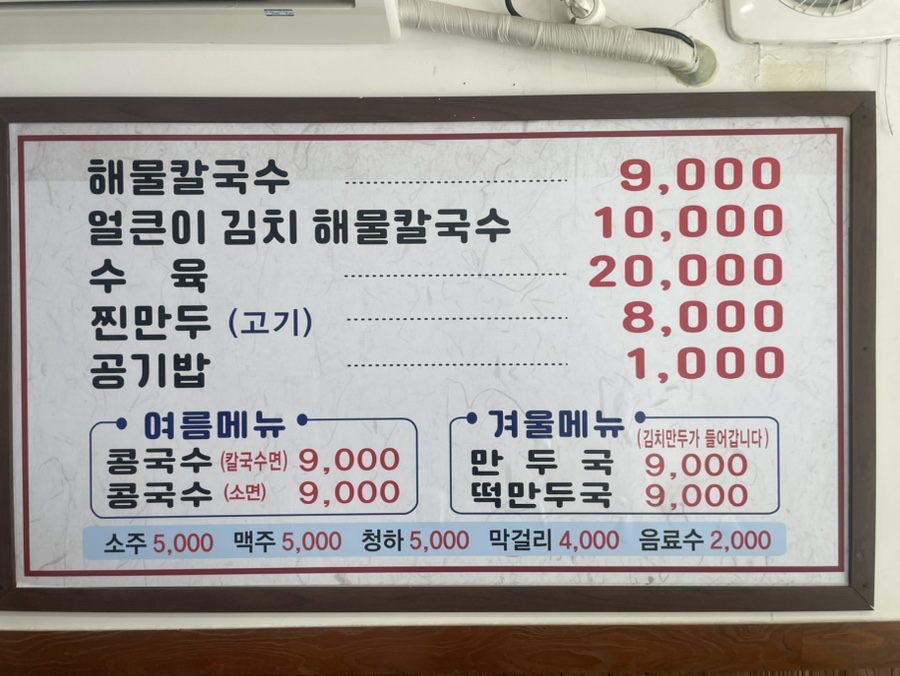 해물칼국수 9,000
얼큰이 김치 해물칼국수 10,000
수 육 20,000
찐만두 (고기) 8,000
공기밥 1,000
여름메뉴
콩국수 (칼국수면) 9,000
콩국수 (소면) 9,000
겨울메뉴 (김치만두가 들어갑니다)
만 두 국 9,000
떡만두국 9,000
소주 5,000 맥주 5,000 청하 5,000 막걸리 4,000 음료수 2,000